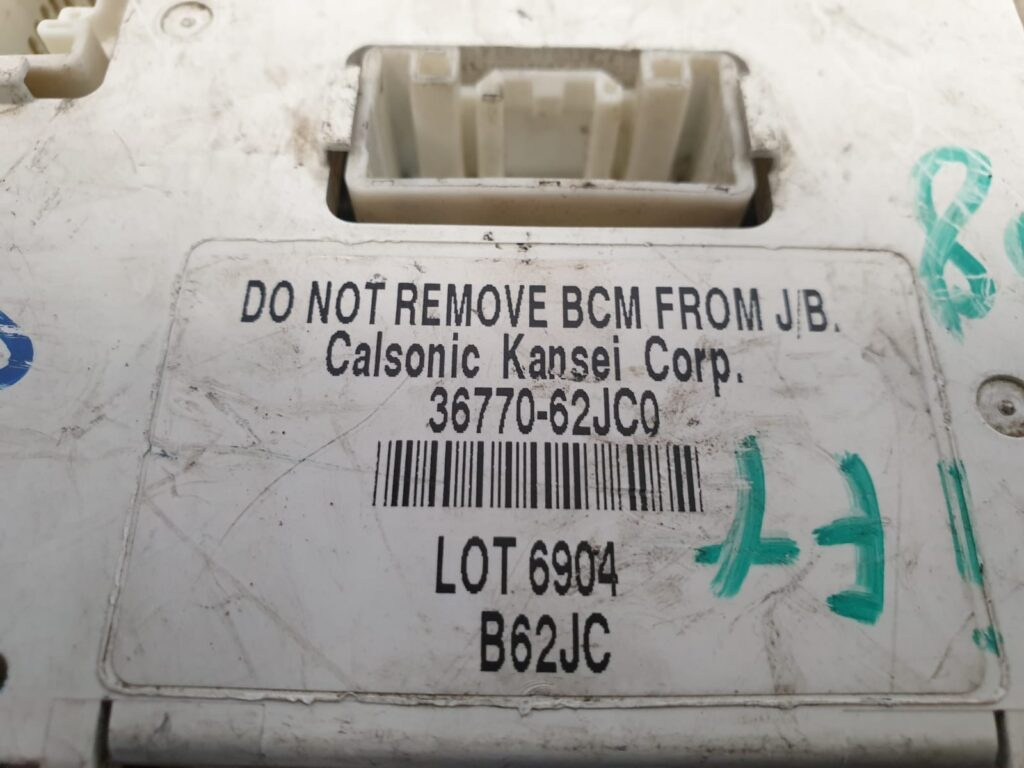 DO NOT REMOVE BCM FROM J/B.
Calsonic Kansei Corp.
36770-62JC0
LOT 6904
B62JC